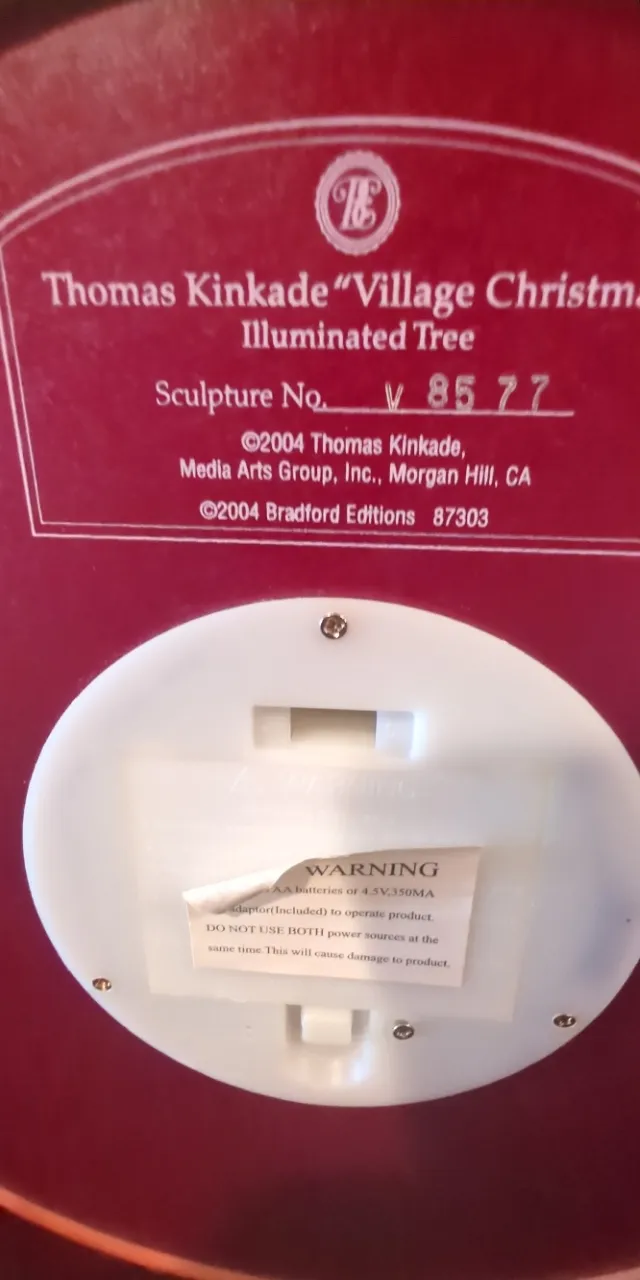 BE
Thomas Kinkade "Village Christm
Illuminated Tree
Sculpture No. V 8577
©2004 Thomas Kinkade,
Media Arts Group, Inc., Morgan Hill, CA
©2004 Bradford Editions 87303
WARNING
AA batteries or 4.5V,350MA
adaptor(Included) to operate product.
DO NOT USE BOTH power sources at the
same time.This will cause damage to product.